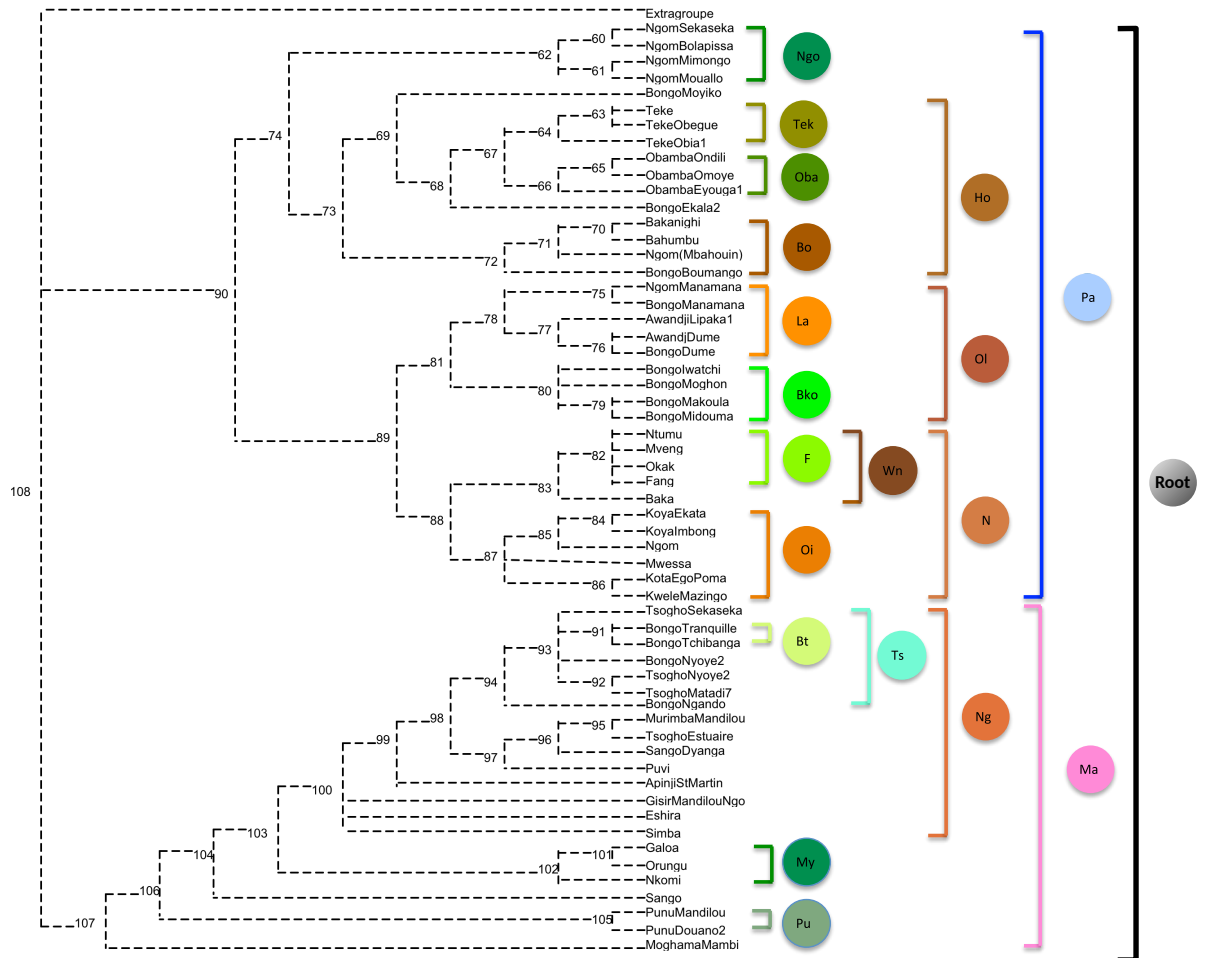 Extragroupe
NgomSekaseka
60
NgomBolapissa
62
Ngo
NgomMimongo
61
NgomMouallo
BongoMoyiko
Teke
63
TekeObegue
Tek
64
74
69
TekeObia1
67
ObambaOndili
65
ObambaOmoye
Oba
68
66
ObambaEyouga1
Ho
BongoEkala2
73
Bakanighi
70
Bahumbu
71
Bo
Ngom(Mbahouin)
72
BongoBoumango
NgomManamana
75
90
Pa
BongoManamana
78
AwandjiLipaka1
La
77
AwandjDume
76
BongoDume
Ol
81
BongoIwatchi
BongoMoghon
80
Bko
BongoMakoula
79
BongoMidouma
Ntumu
89
Mveng
82
F
Okak
Wn
Fang
83
108
Root
Baka
KoyaEkata
88
84
N
KoyaImbong
85
Ngom
Oi
87
Mwessa
KotaEgoPoma
86
KweleMazingo
TsoghoSekaseka
BongoTranquille
91
Bt
BongoTchibanga
93
Ts
BongoNyoye2
94
92
TsoghoNyoye2
TsoghoMatadi7
BongoNgando
98
MurimbaMandilou
95
Ng
TsoghoEstuaire
99
96
SangoDyanga
97
Puvi
Ma
ApinjiStMartin
100
GisirMandilouNgo
Eshira
103
Simba
Galoa
104
101
Orungu
My
102
Nkomi
106
Sango
PunuMandilou
107
105
Pu
PunuDouano2
MoghamaMambi